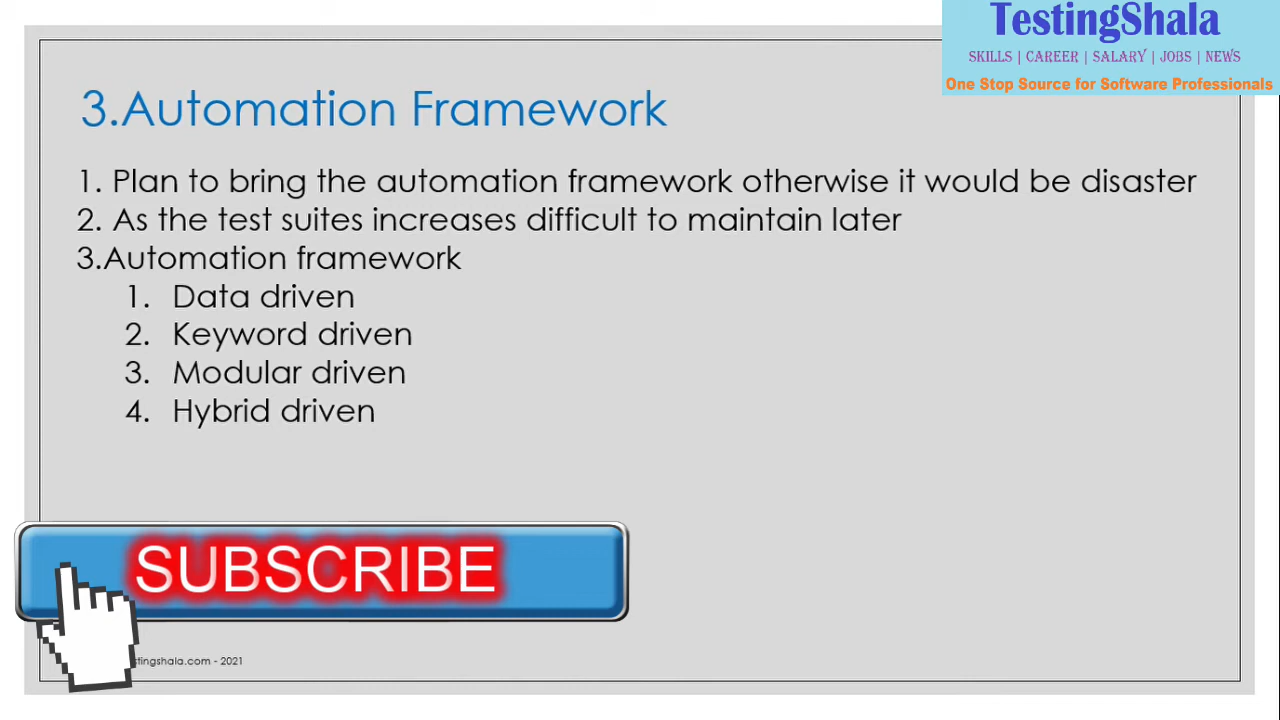 TestingShala
SKILLS | CAREER | SALARY | JOBS | NEWS
One Stop Source for Software Professionals
3.Automation Framework
1. Plan to bring the automation framework otherwise it would be disaster
2. As the test suites increases difficult to maintain later
3.Automation framework
1. Data driven
2. Keyword driven
3. Modular driven
4. Hybrid driven
SUBSCRIBE
tingshala.com - 2021